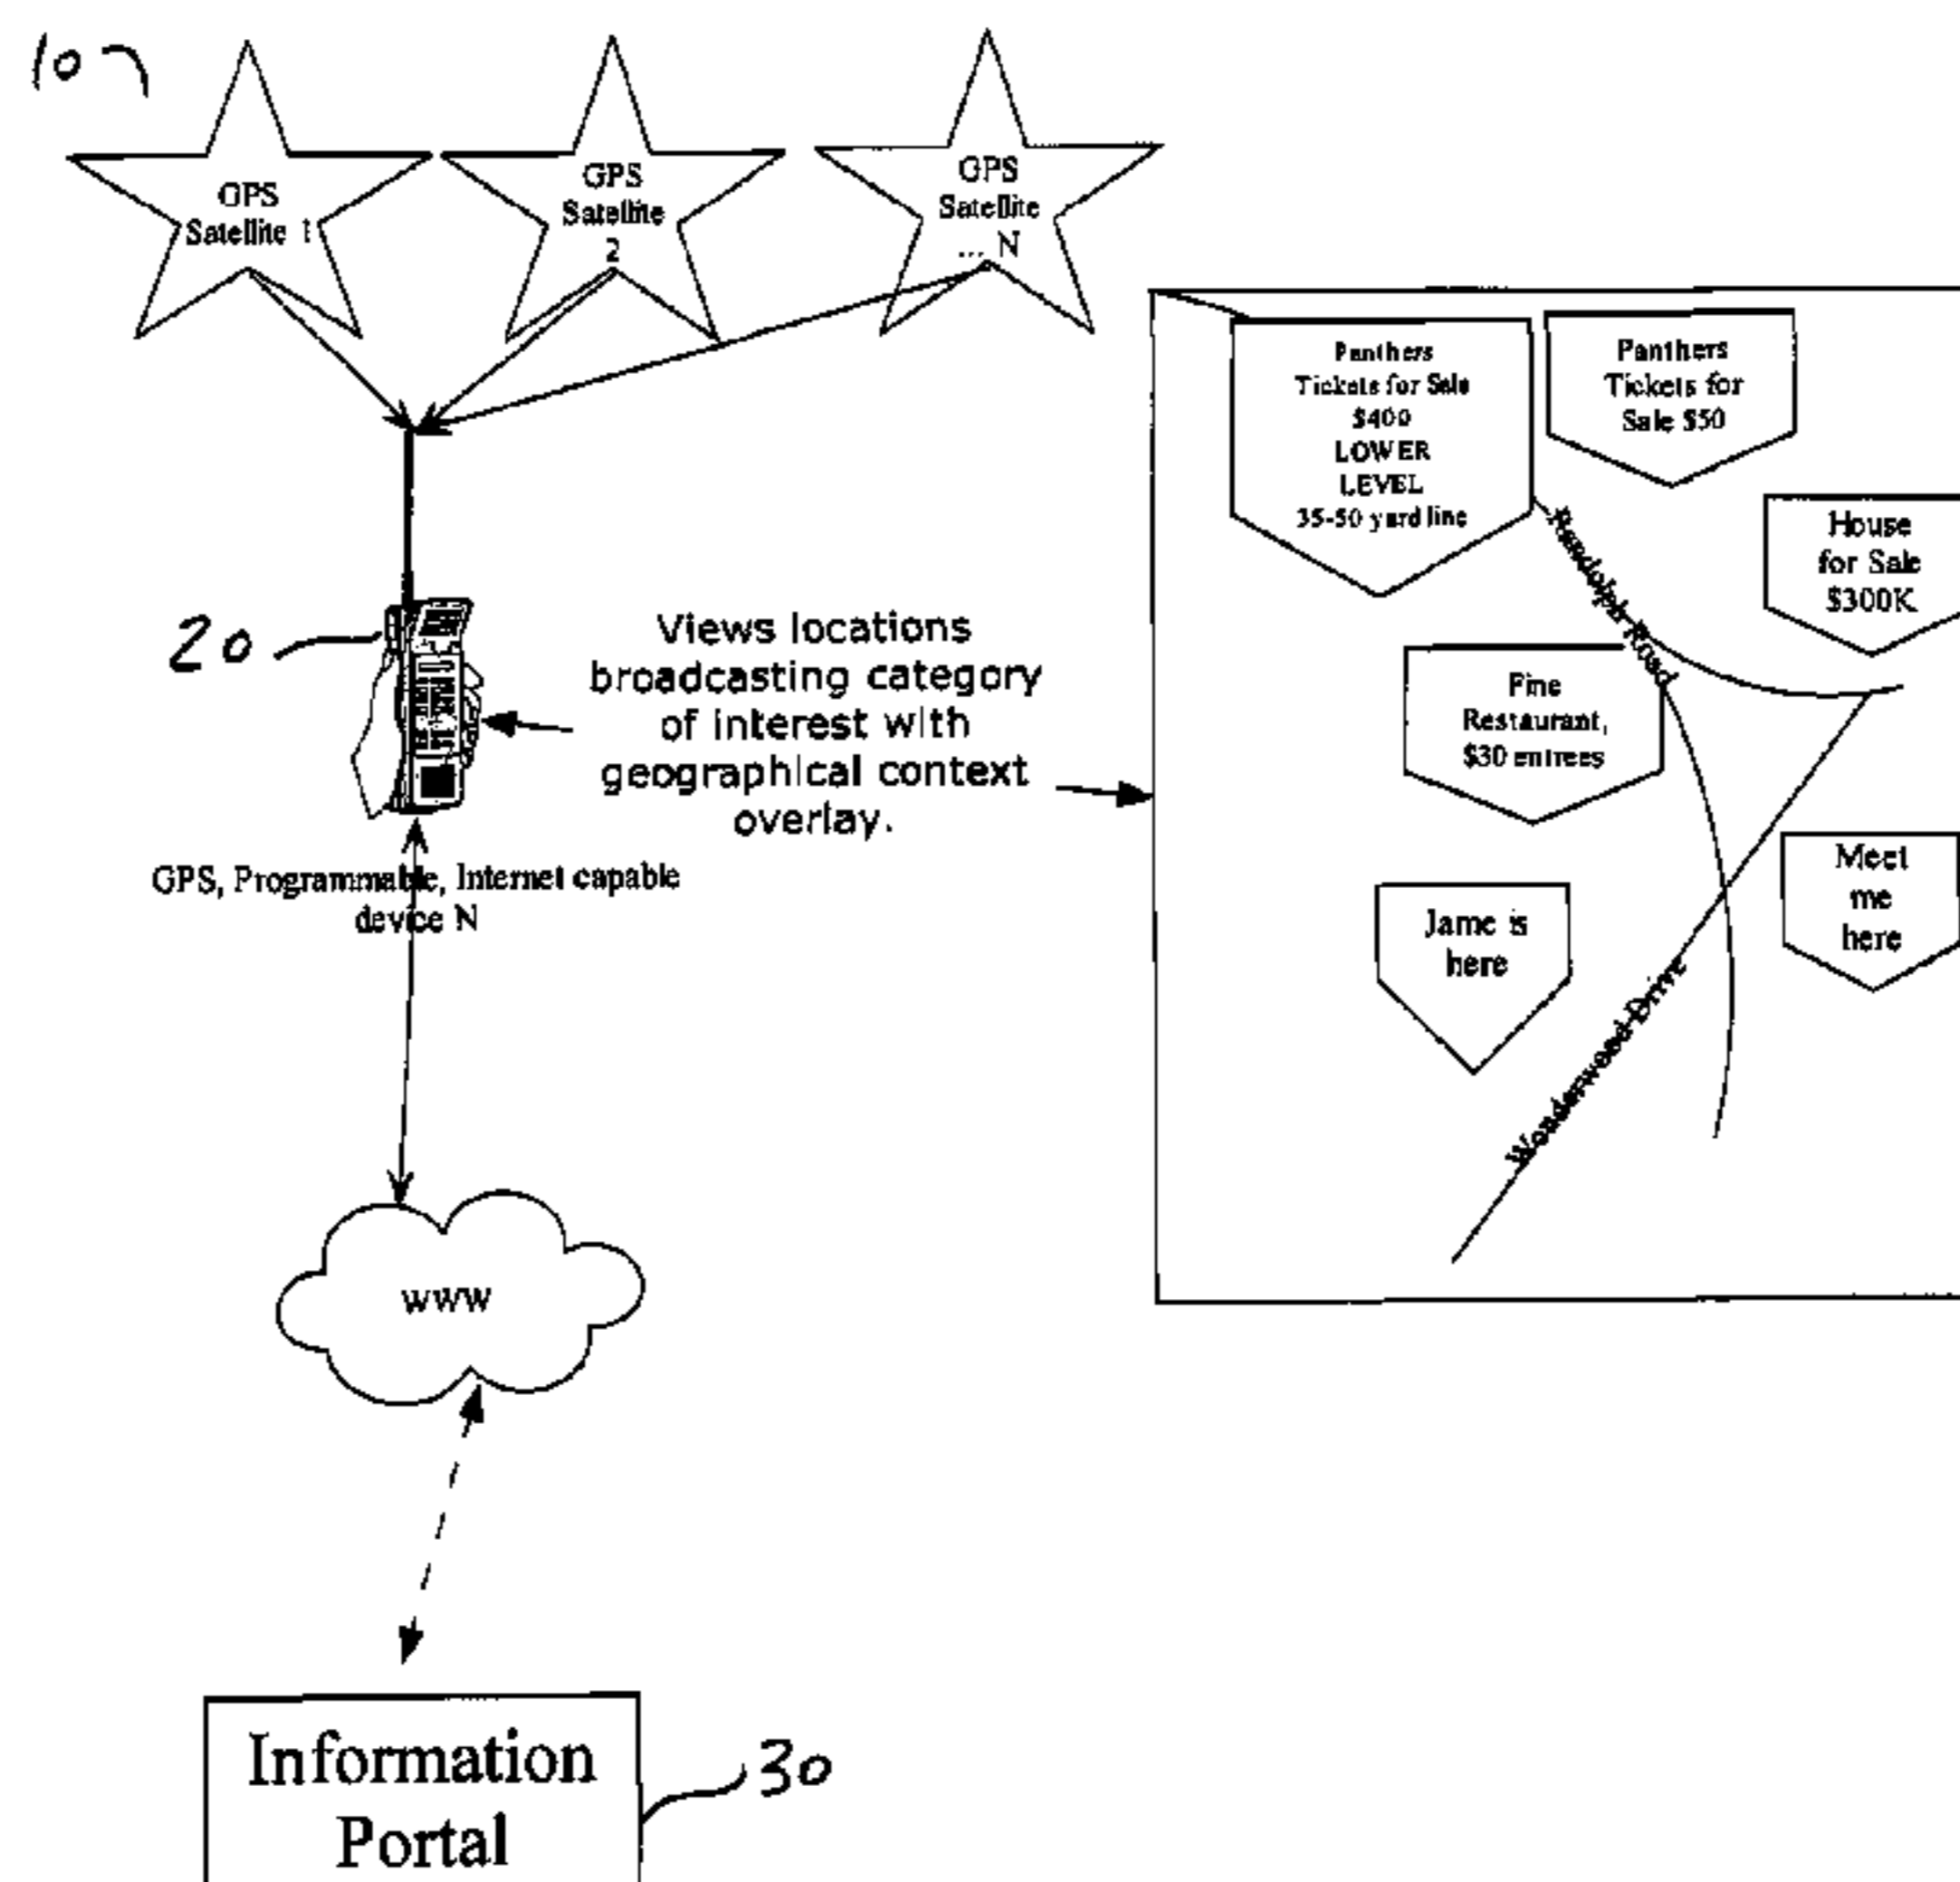 10
GPS
Satellite 1
GPS
Satellite
2
GPS
Satellite
... N
Panthers
Tickets for Sale
$400
LOWER
LEVEL
35-50 yard line
Panthers
Tickets for
Sale $50
House
for Sale
$300K
Randolph Road
20
Views locations
broadcasting category
of interest with
geographical context
overlay.
Fine
Restaurant,
$30 entrees
GPS, Programmable, Internet capable
device N
Jame is
here
Meet
me
here
Wonderwood Drive
www
Information
Portal
30